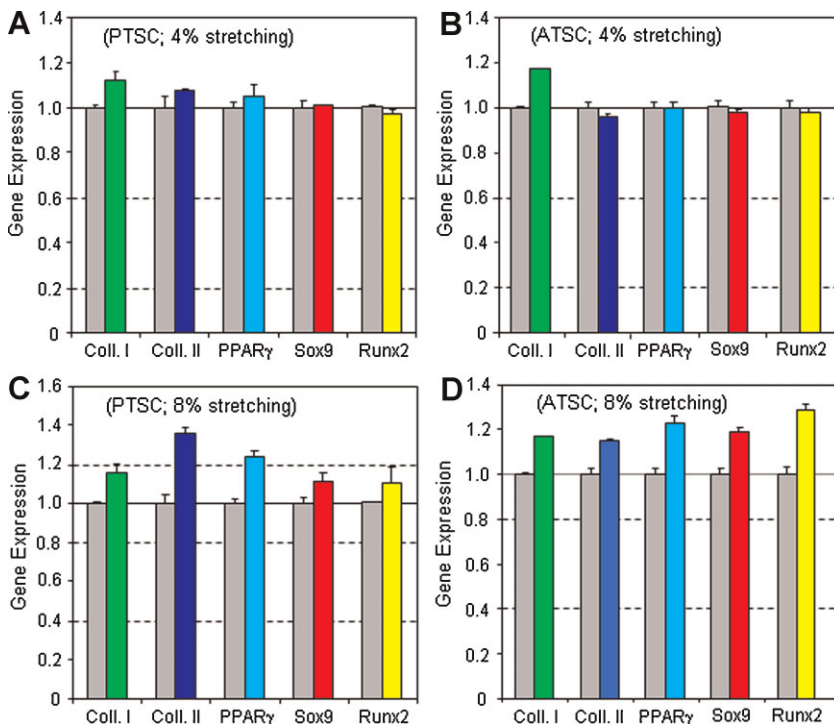 A
(PTSC; 4% stretching)
Gene Expression
1.4
1.2
1.0
0.8
0.6
0.4
0.2
0
Coll. I Coll. II PPARγ Sox9 Runx2
B
(ATSC; 4% stretching)
Gene Expression
1.4
1.2
1.0
0.8
0.6
0.4
0.2
0
Coll. I Coll. II PPARγ Sox9 Runx2
C
(PTSC; 8% stretching)
Gene Expression
1.6
1.4
1.2
1.0
0.8
0.6
0.4
0.2
0.0
Coll. I Coll. II PPARγ Sox9 Runx2
D
(ATSC; 8% stretching)
Gene Expression
1.4
1.2
1.0
0.8
0.6
0.4
0.2
0.0
Coll. I Coll. II PPARγ Sox9 Runx2